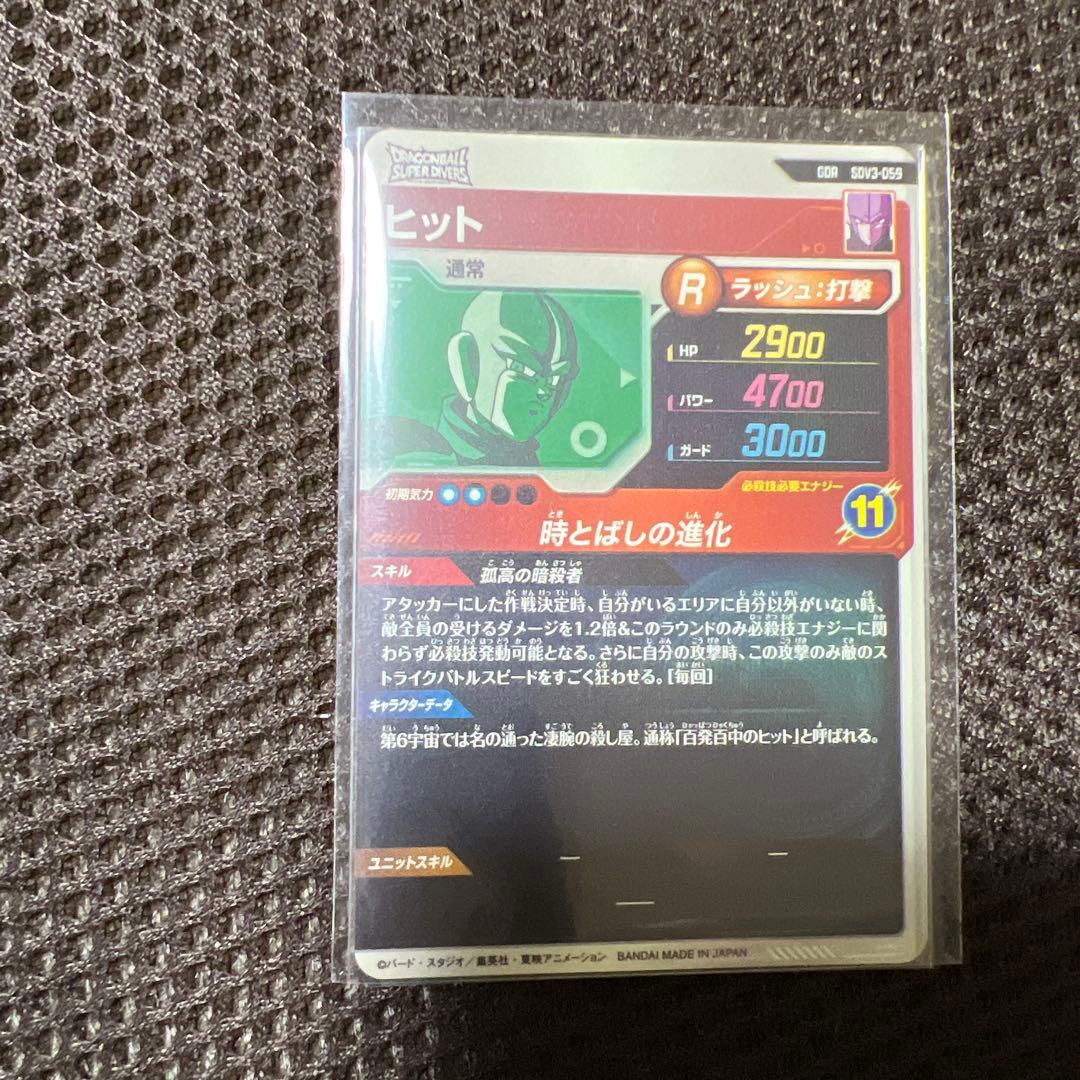 DRAGONBALL
SUPER DIVERS
GDR SDV3-059
ヒット
通常
R ラッシュ:打撃
HP 2900
パワー 4700
ガード 3000
初期気力
必殺技必要エナジー
11
時とばしの進化
スキル 孤高の暗殺者
アタッカーにした作戦決定時、自分がいるエリアに自分以外がいない時、
敵全員の受けるダメージを1.2倍&このラウンドのみ必殺技エナジーに関
わらず必殺技発動可能となる。さらに自分の攻撃時、この攻撃のみ敵のス
トライクバトルスピードをすごく狂わせる。[毎回]
キャラクターデータ
第6宇宙では名の通った凄腕の殺し屋。通称「百発百中のヒット」と呼ばれる。
ユニットスキル
©バード・スタジオ/集英社・東映アニメーション BANDAI MADE IN JAPAN